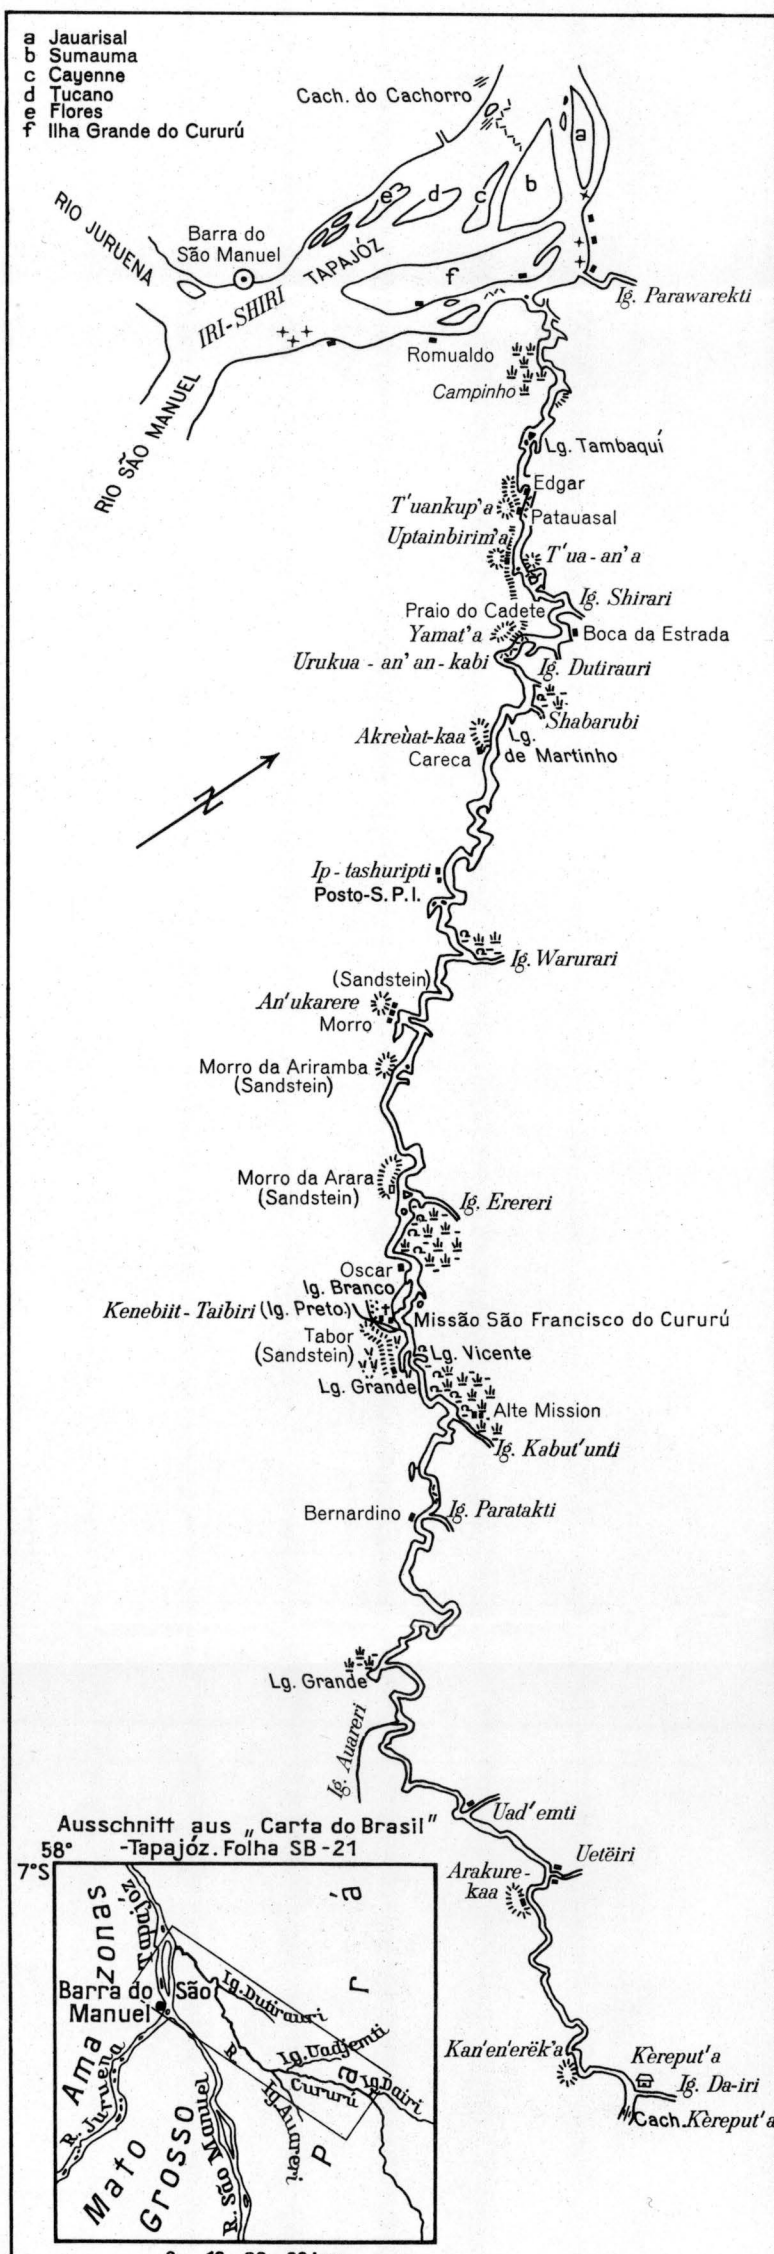 a Jauarisal
b Sumauma
c Cayenne
d Tucano
e Flores
f Ilha Grande do Cururú
Cach. do Cachorro
a
b
c
d
e
f
RIO JURUENA
Barra do
São Manuel
IRI-SHIRI TAPAJÓZ
RIO SÃO MANUEL
Ig. Parawarekti
Romualdo
Campinho
Lg. Tambaquí
Edgar
T'uankup'a
Patauasal
Uptainbirim'a
T'ua-an'a
Ig. Shirari
Praio do Cadete
Yamat'a
Boca da Estrada
Urukua-an'an-kabi
Ig. Dutirauri
Shabarubi
Akreùat-kaa
Careca
Lg.
de Martinho
N
Ip-tashuripti
Posto-S.P.I.
Ig. Warurari
(Sandstein)
An'ukarere
Morro
Morro da Ariramba
(Sandstein)
Morro da Arara
(Sandstein)
Ig. Erereri
Oscar
Ig. Branco
Kenebiit-Taibiri (Ig. Preto)
Missão São Francisco do Cururú
Tabor
(Sandstein)
Lg. Vicente
Lg. Grande
Alte Mission
Ig. Kabut'unti
Bernardino
Ig. Paratakti
Lg. Grande
Ig. Auareri
Uad'emti
Uetëiri
Arakure-
kaa
Kan'en'erëk'a
Kèreput'a
Ig. Da-iri
Cach. Kèreput'a
Ausschnitt aus „Carta do Brasil"
-Tapajóz. Folha SB-21
58°
7°S
Amazonas
Tapajóz
Pará
Barra do São
Manuel
Ig. Dutirauri
Ig. Uadjemti
R. Cururú
Ig. Dairi
Ig. Auareri
R. Juruena
Mato
Grosso
R. São Manuel